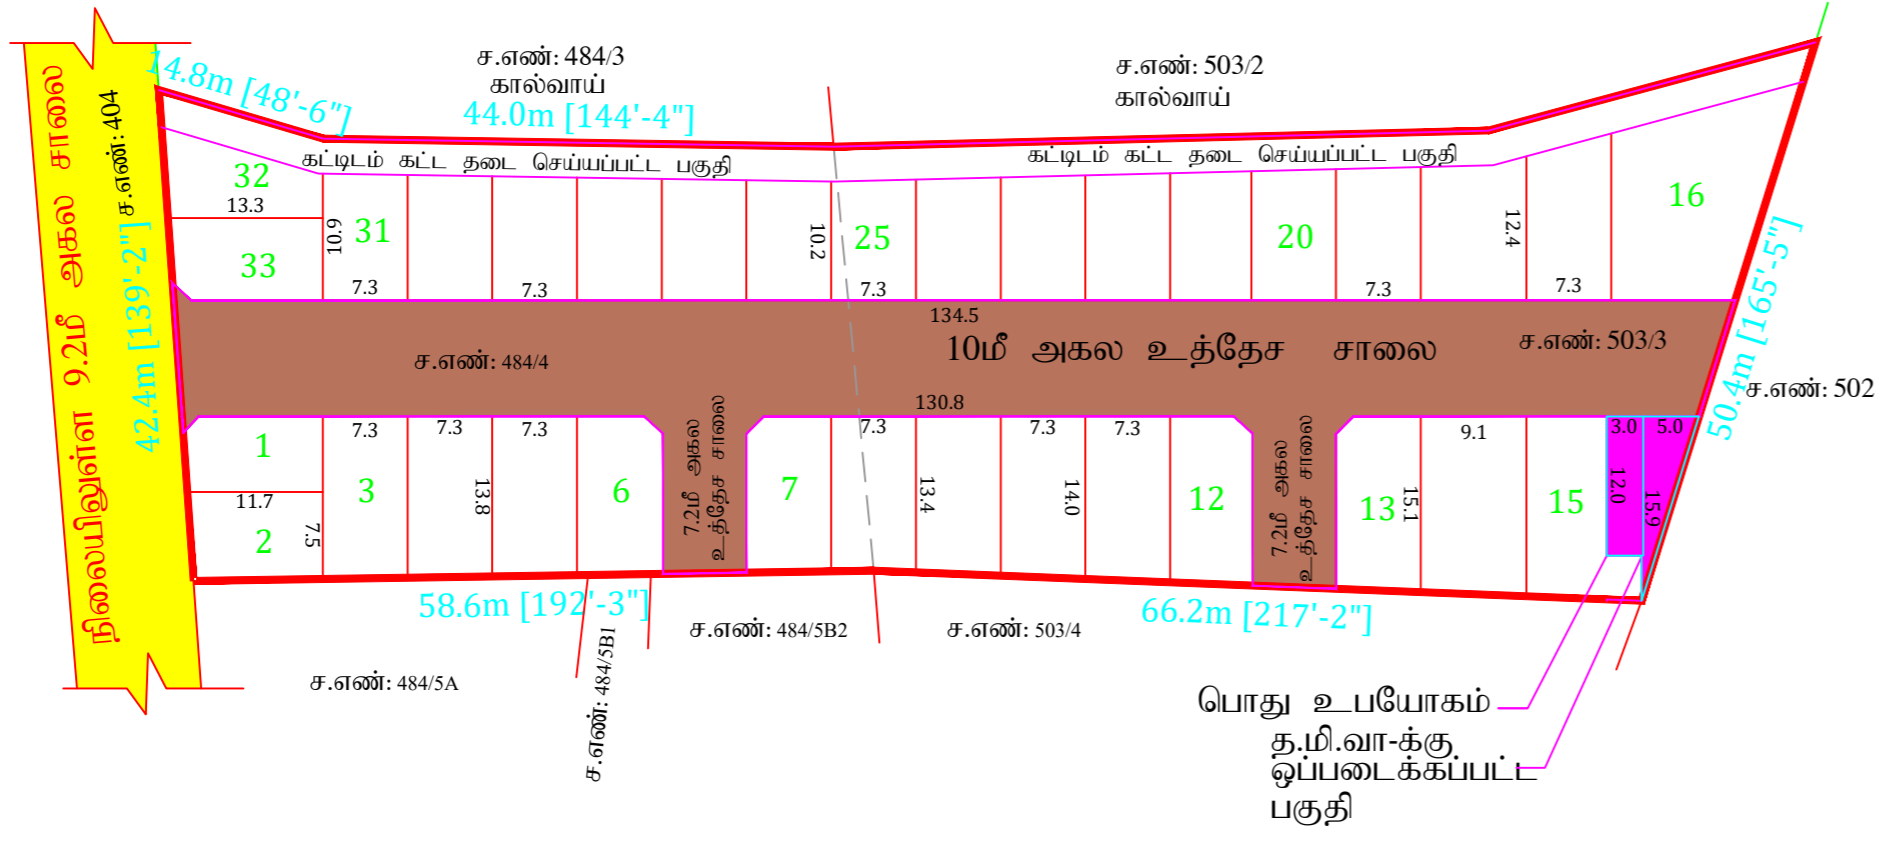 ச.எண்: 484/3
கால்வாய்
ச.எண்: 503/2
கால்வாய்
14.8m [48'-6"]
44.0m [144'-4"]
நிலையிலுள்ள 9.2மீ அகல சாலை
ச.எண்: 404
42.4m [139'-2"]
கட்டிடம் கட்ட தடை செய்யப்பட்ட பகுதி
கட்டிடம் கட்ட தடை செய்யப்பட்ட பகுதி
32
13.3
33
10.9
31
10.2
25
20
12.4
16
7.3
7.3
7.3
7.3
7.3
134.5
10மீ அகல உத்தேச சாலை
ச.எண்: 503/3
ச.எண்: 484/4
50.4m [165'-5"]
ச.எண்: 502
130.8
1
7.3
7.3
7.3
7.3
7.3
7.3
9.1
3.0
5.0
11.7
2
7.5
3
13.8
6
7.2மீ அகல
உத்தேச சாலை
7
13.4
14.0
12
7.2மீ அகல
உத்தேச சாலை
13
15.1
15
12.0
15.9
58.6m [192'-3"]
66.2m [217'-2"]
ச.எண்: 484/5B1
ச.எண்: 484/5B2
ச.எண்: 503/4
ச.எண்: 484/5A
பொது உபயோகம்
த.மி.வா-க்கு
ஒப்படைக்கப்பட்ட
பகுதி